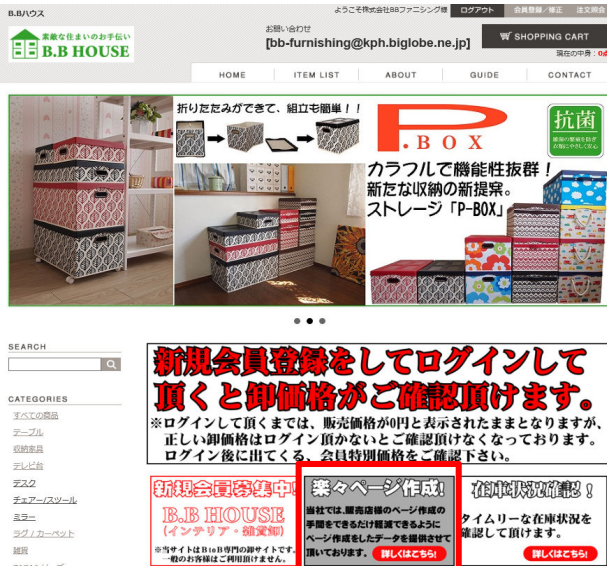 B.Bハウス
ようこそ株式会社BBファニシング様 ログアウト 会員登録／修正 注文照会
素敵な住まいのお手伝い
B.B HOUSE
お問い合わせ
[bb-furnishing@kph.biglobe.ne.jp]
SHOPPING CART
現在の中身：0点
HOME ITEM LIST ABOUT GUIDE CONTACT
折りたたみができて、組立も簡単！！
P.BOX
抗菌
カラフルで機能性抜群！
新たな収納の新提案。
ストレージ「P-BOX」
SEARCH
CATEGORIES
すべての商品
テーブル
収納家具
テレビ台
デスク
チェアー/スツール
ミラー
ラグ / カーペット
雑貨
新規会員登録をしてログインして
頂くと卸価格がご確認頂けます。
※ログインして頂くまでは、販売価格が0円と表示されたままとなりますが、
正しい卸価格はログイン頂かないとご確認頂けなくなっております。
ログイン後に出てくる、会員特別価格をご確認下さい。
新規会員募集中!
B.B HOUSE
(インテリア・雑貨卸)
※当サイトはBtoB専門の卸サイトです。
一般のお客様はご利用頂けません。
楽々ページ作成!
当社では、販売店様のページ作成の
手間をできるだけ軽減できるように
ページ作成をしたデータを提供させて
頂いております。 詳しくはこちら!
在庫状況確認!
タイムリーな在庫状況を
確認して頂けます。
詳しくはこちら!